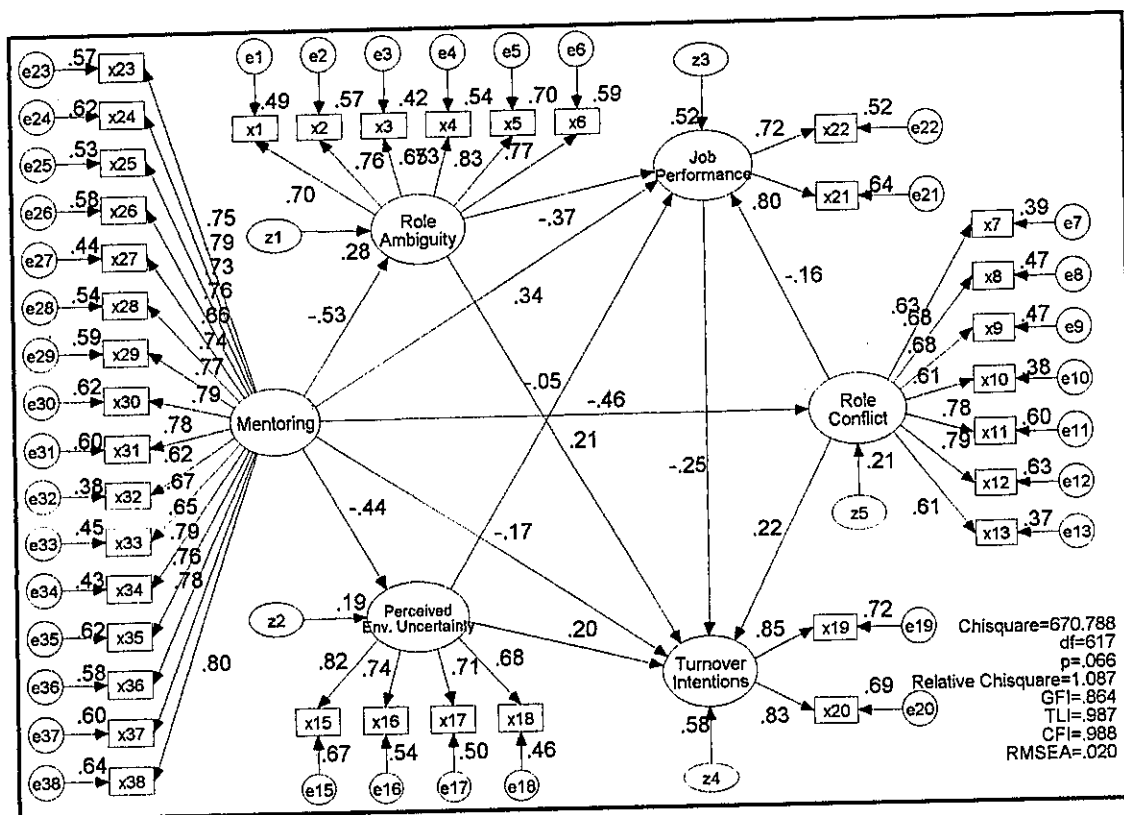 e23 .57 x23
e24 .62 x24
e25 .53 x25
e26 .58 x26
e27 .44 x27
e28 .54 x28
e29 .59 x29
e30 .62 x30
e31 .60 x31
e32 .38 x32
e33 .45 x33
e34 .43 x34
e35 .62 x35
e36 .58 x36
e37 .60 x37
e38 .64 x38
.75
.79
.73
.76
.66
.74
.77
.79
.78
.62
.67
.65
.79
.76
.78
.80
Mentoring
e1 e2 e3 e4 e5 e6
.49 .57 .42 .54 .70 .59
x1 x2 x3 x4 x5 x6
.70 .76 .65 .73 .83 .77
z1
.28
Role
Ambiguity
-.53
-.37
.34
-.05
-.46
.21
-.44
-.17
z2
.19
Perceived
Env. Uncertainty
.20
.82 .74 .71 .68
x15 x16 x17 x18
.67 .54 .50 .46
e15 e16 e17 e18
z3
.52
Job
Performance
.72 x22 .52 e22
.80 x21 .64 e21
-.16
-.25
.22
Role
Conflict
.21
z5
.63 x7 .39 e7
.68 x8 .47 e8
.68 x9 .47 e9
.61 x10 .38 e10
.78 x11 .60 e11
.79 x12 .63 e12
.61 x13 .37 e13
Turnover
Intentions
.58
z4
.85 x19 .72 e19
.83 x20 .69 e20
Chisquare=670.788
df=617
p=.066
Relative Chisquare=1.087
GFI=.864
TLI=.987
CFI=.988
RMSEA=.020